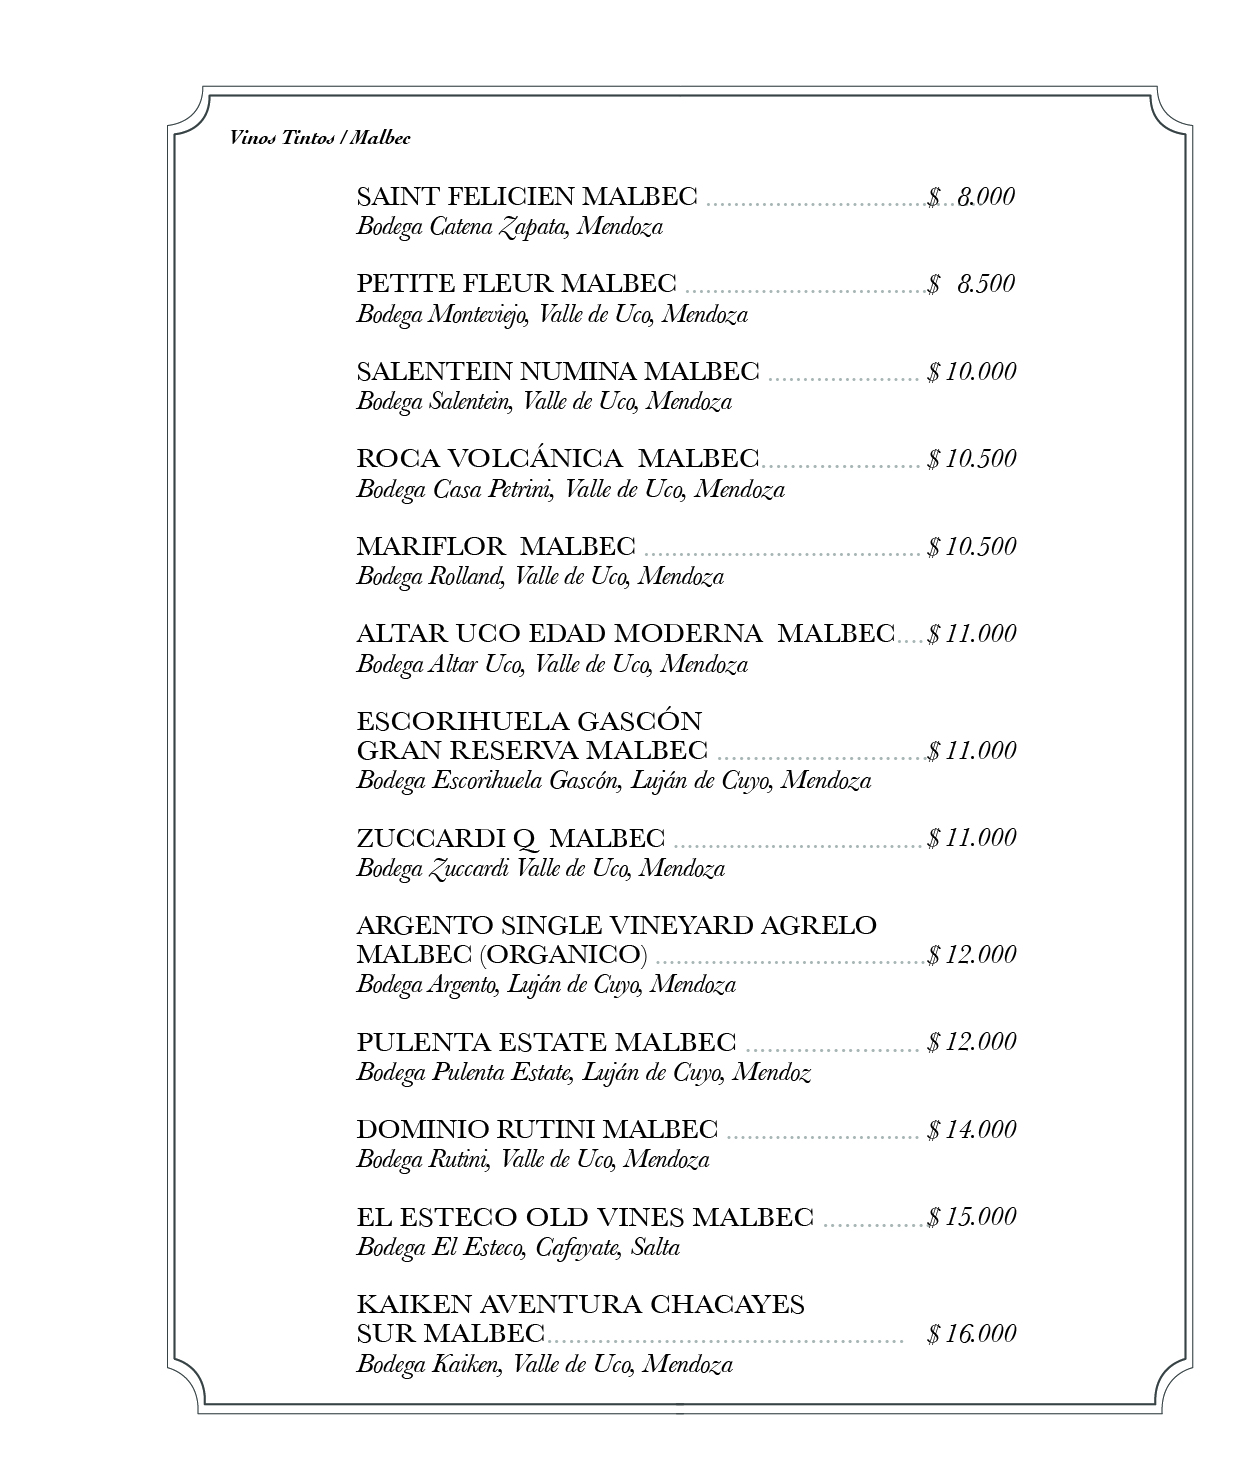 Vinos Tintos / Malbec
SAINT FELICIEN MALBEC ........................................ $ 8.000
Bodega Catena Zapata, Mendoza
PETITE FLEUR MALBEC ................................... $ 8.500
Bodega Monteviejo, Valle de Uco, Mendoza
SALENTEIN NUMINA MALBEC ...................... $ 10.000
Bodega Salentein, Valle de Uco, Mendoza
ROCA VOLCÁNICA  MALBEC....................... $ 10.500
Bodega Casa Petrini, Valle de Uco, Mendoza
MARIFLOR  MALBEC ........................................ $ 10.500
Bodega Rolland, Valle de Uco, Mendoza
ALTAR UCO EDAD MODERNA  MALBEC..... $ 11.000
Bodega Altar Uco, Valle de Uco, Mendoza
ESCORIHUELA GASCÓN
GRAN RESERVA MALBEC ............................... $ 11.000
Bodega Escorihuela Gascón, Luján de Cuyo, Mendoza
ZUCCARDI Q  MALBEC .................................... $ 11.000
Bodega Zuccardi Valle de Uco, Mendoza
ARGENTO SINGLE VINEYARD AGRELO
MALBEC (ORGANICO) ....................................... $ 12.000
Bodega Argento, Luján de Cuyo, Mendoza
PULENTA ESTATE MALBEC ......................... $ 12.000
Bodega Pulenta Estate, Luján de Cuyo, Mendoz
DOMINIO RUTINI MALBEC ............................ $ 14.000
Bodega Rutini, Valle de Uco, Mendoza
EL ESTECO OLD VINES MALBEC ............... $ 15.000
Bodega El Esteco, Cafayate, Salta
KAIKEN AVENTURA CHACAYES
SUR MALBEC.................................................... $ 16.000
Bodega Kaiken, Valle de Uco, Mendoza